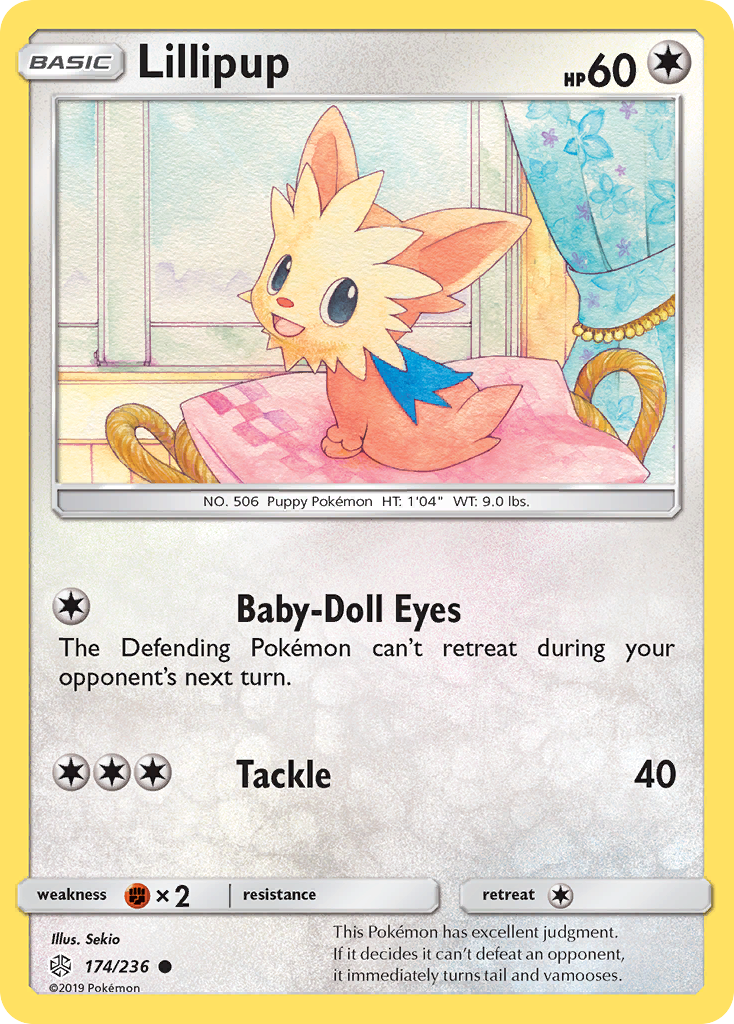 BASIC Lillipup HP60
NO. 506 Puppy Pokémon HT: 1'04" WT: 9.0 lbs.
Baby-Doll Eyes
The Defending Pokémon can't retreat during your
opponent's next turn.
Tackle 40
weakness ×2 resistance retreat
Illus. Sekio
174/236
©2019 Pokémon
This Pokémon has excellent judgment.
If it decides it can't defeat an opponent,
it immediately turns tail and vamooses.